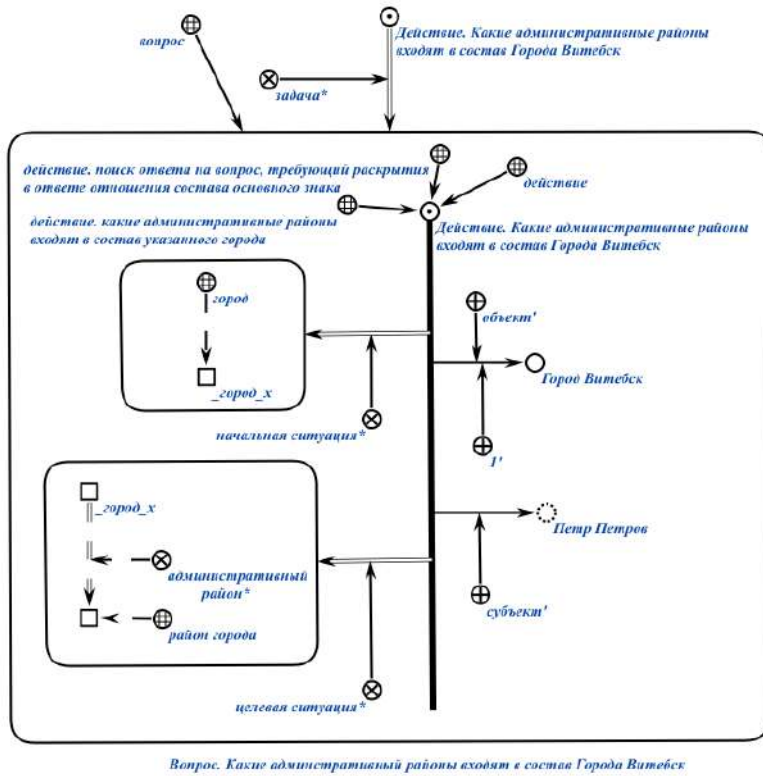 вопрос
Действие. Какие административные районы
входят в состав Города Витебск
задача*
действие. поиск ответа на вопрос, требующий раскрытия
в ответе отношения состава основного знака
действие
действие. какие административные районы
входят в состав указанного города
Действие. Какие административные районы
входят в состав Города Витебск
город
объект'
_город_x
Город Витебск
начальная ситуация*
1'
_город_x
Петр Петров
административный
район*
субъект'
район города
целевая ситуация*
Вопрос. Какие административный районы входят в состав Города Витебск